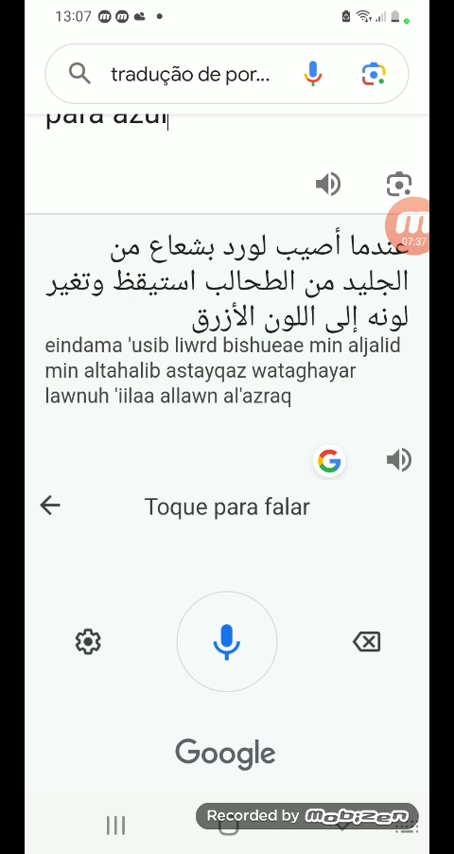 13:07
tradução de por...
para azul
07:37
عندما أصيب لورد بشعاع من
الجليد من الطحالب استيقظ وتغير
لونه إلى اللون الأزرق
eindama 'usib liwrd bishueae min aljalid
min altahalib astayqaz wataghayar
lawnuh 'iilaa allawn al'azraq
Toque para falar
Google
Recorded by MOBIZEN